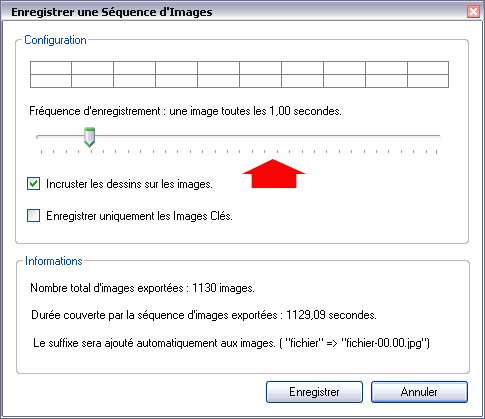 Enregistrer une Séquence d'Images
Configuration
Fréquence d'enregistrement : une image toutes les 1,00 secondes.
Incruster les dessins sur les images.
Enregistrer uniquement les Images Clés.
Informations
Nombre total d'images exportées : 1130 images.
Durée couverte par la séquence d'images exportées : 1129,09 secondes.
Le suffixe sera ajouté automatiquement aux images. ( "fichier" => "fichier-00.00.jpg")
Enregistrer
Annuler